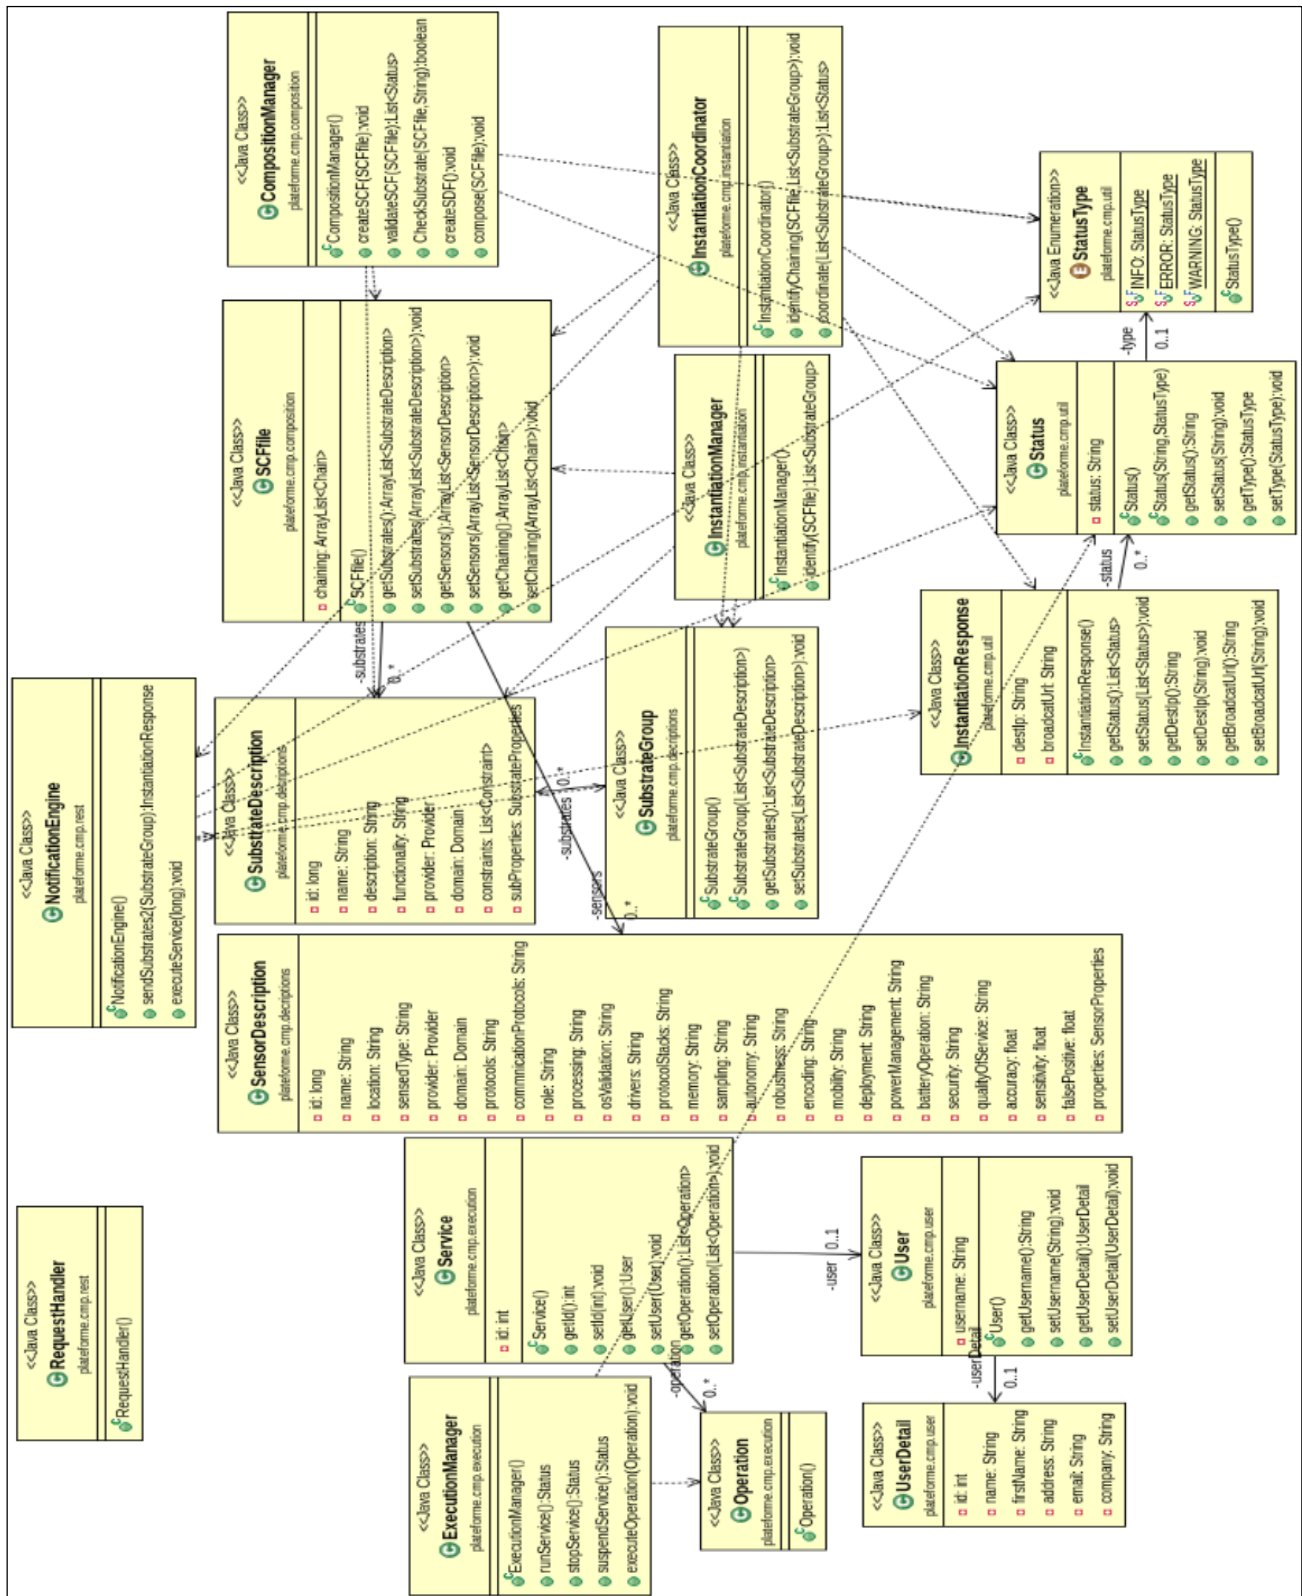 <<Java Class>>
RequestHandler
plateforme.cmp.rest
RequestHandler()
<<Java Class>>
NotificationEngine
plateforme.cmp.rest
NotificationEngine()
sendSubstrates2(SubstrateGroup):InstantiationResponse
executeService(long):void
<<Java Class>>
ExecutionManager
plateforme.cmp.execution
ExecutionManager()
runService():Status
stopService():Status
suspendService():Status
executeOperation(Operation):void
<<Java Class>>
Service
plateforme.cmp.execution
id: int
Service()
getId():int
setId(int):void
getUser():User
setUser(User):void
getOperation():List<Operation>
setOperation(List<Operation>):void
-operation
0..*
-user
0..1
<<Java Class>>
SensorDescription
plateforme.cmp.decriptions
id: long
name: String
location: String
sensedType: String
provider: Provider
domain: Domain
protocols: String
commnicationProtocols: String
role: String
processing: String
osValidation: String
drivers: String
protocolStacks: String
memory: String
sampling: String
autonomy: String
robustness: String
encoding: String
mobility: String
deployment: String
powerManagement: String
batteryOperation: String
security: String
qualityOfService: String
accuracy: float
sensitivity: float
falsePositive: float
properties: SensorProperties
<<Java Class>>
SubstrateDescription
plateforme.cmp.decriptions
id: long
name: String
description: String
functionality: String
provider: Provider
domain: Domain
constraints: List<Constraint>
subProperties: SubstateProperties
<<Java Class>>
SCFfile
plateforme.cmp.composition
chaining: ArrayList<Chain>
SCFfile()
getSubstrates():ArrayList<SubstrateDescription>
setSubstrates(ArrayList<SubstrateDescription>):void
getSensors():ArrayList<SensorDescription>
setSensors(ArrayList<SensorDescription>):void
getChaining():ArrayList<Chain>
setChaining(ArrayList<Chain>):void
-substrates
0..*
-sensors
0..*
<<Java Class>>
CompositionManager
plateforme.cmp.composition
CompositionManager()
createSCF(SCFfile):void
validateSCF(SCFfile):List<Status>
CheckSubstrate(SCFfile,String):boolean
createSDF():void
compose(SCFfile):void
<<Java Class>>
Operation
plateforme.cmp.execution
Operation()
<<Java Class>>
SubstrateGroup
plateforme.cmp.decriptions
SubstrateGroup()
SubstrateGroup(List<SubstrateDescription>)
getSubstrates():List<SubstrateDescription>
setSubstrates(List<SubstrateDescription>):void
-substrates
0..*
<<Java Class>>
InstantiationManager
plateforme.cmp.instantiation
InstantiationManager()
identify(SCFfile):List<SubstrateGroup>
<<Java Class>>
InstantiationCoordinator
plateforme.cmp.instantiation
InstantiationCoordinator()
identifyChaining(SCFfile,List<SubstrateGroup>):void
coordinate(List<SubstrateGroup>):List<Status>
<<Java Class>>
UserDetail
plateforme.cmp.user
id: int
name: String
firstName: String
address: String
email: String
company: String
<<Java Class>>
User
plateforme.cmp.user
username: String
User()
getUsername():String
setUsername(String):void
getUserDetail():UserDetail
setUserDetail(UserDetail):void
-userDetail
0..1
<<Java Class>>
InstantiationResponse
plateforme.cmp.util
destIp: String
broadcatUrl: String
InstantiationResponse()
getStatus():List<Status>
setStatus(List<Status>):void
getDestIp():String
setDestIp(String):void
getBroadcatUrl():String
setBroadcatUrl(String):void
-status
0..*
<<Java Class>>
Status
plateforme.cmp.util
status: String
Status()
Status(String,StatusType)
getStatus():String
setStatus(String):void
getType():StatusType
setType(StatusType):void
-type
0..1
<<Java Enumeration>>
StatusType
plateforme.cmp.util
INFO: StatusType
ERROR: StatusType
WARNING: StatusType
StatusType()